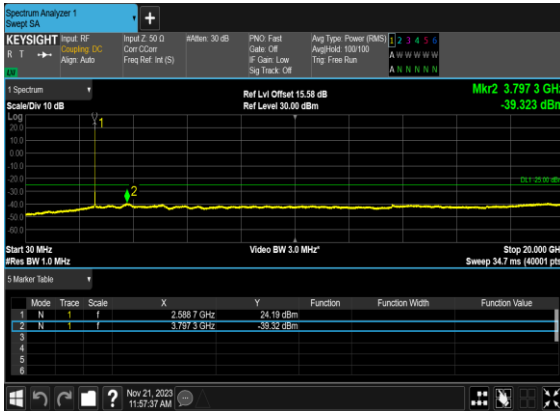 Spectrum Analyzer 1
Swept SA
+
KEYSIGHT Input: RF Input Z: 50 Ω #Atten: 30 dB PNO: Fast Avg Type: Power (RMS) 1 2 3 4 5 6
R T Coupling: DC Corr CCorr Gate: Off Avg|Hold: 100/100 A W W W W W
Align: Auto Freq Ref: Int (S) IF Gain: Low Trig: Free Run
Sig Track: Off A N N N N N
1 Spectrum
Scale/Div 10 dB
Ref Lvl Offset 15.58 dB
Ref Level 30.00 dBm
Mkr2 3.797 3 GHz
-39.323 dBm
Log
20.0
10.0
0.00
-10.0
-20.0
-30.0
-40.0
-50.0
-60.0
1
2
DL1 -25.00 dBm
Start 30 MHz Video BW 3.0 MHz* Stop 20.000 GHz
#Res BW 1.0 MHz Sweep 34.7 ms (40001 pts)
5 Marker Table
Mode Trace Scale X Y Function Function Width Function Value
1 N 1 f 2.588 7 GHz 24.19 dBm
2 N 1 f 3.797 3 GHz -39.32 dBm
3
4
5
6
?
Nov 21, 2023
11:57:37 AM